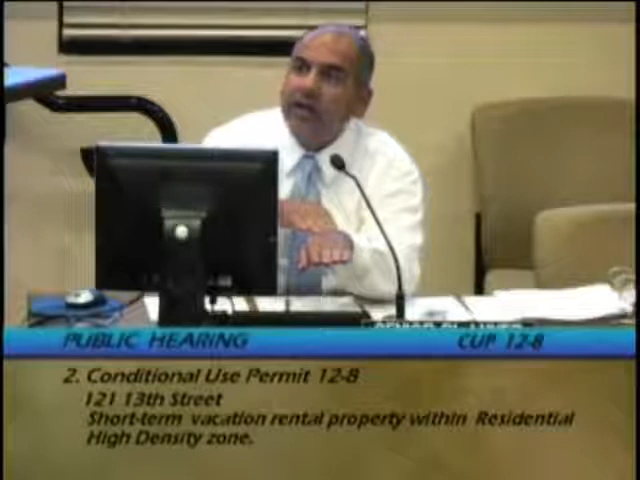 PUBLIC HEARING CUP 12-8
2. Conditional Use Permit 12-8
121 13th Street
Short-term vacation rental property within Residential
High Density zone.